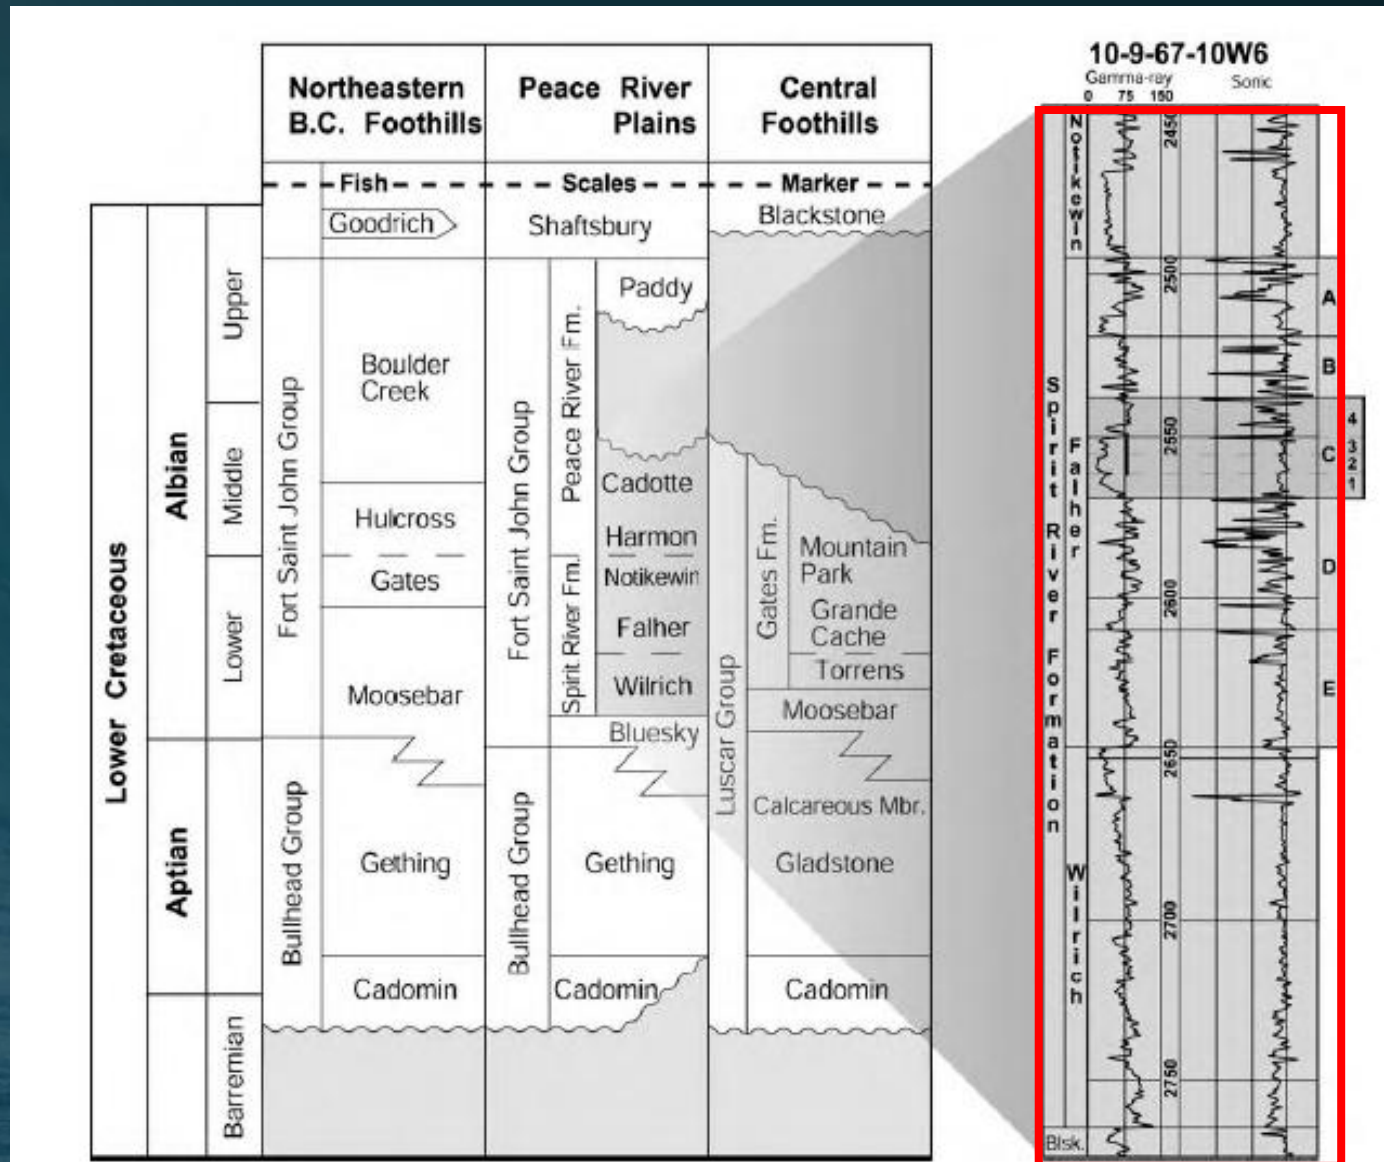 Northeastern
B.C. Foothills
Peace River
Plains
Central
Foothills
Fish
Scales
Marker
Goodrich
Shaftsbury
Blackstone
Lower Cretaceous
Albian
Upper
Middle
Lower
Aptian
Barremian
Fort Saint John Group
Boulder
Creek
Hulcross
Gates
Moosebar
Bullhead Group
Gething
Cadomin
Fort Saint John Group
Peace River Fm.
Paddy
Cadotte
Harmon
Spirit River Fm.
Notikewin
Falher
Wilrich
Bluesky
Bullhead Group
Gething
Cadomin
Luscar Group
Gates Fm.
Mountain
Park
Grande
Cache
Torrens
Moosebar
Calcareous Mbr.
Gladstone
Cadomin
10-9-67-10W6
Gamma-ray
Sonic
0 75 150
Notikewin
Spirit River Formation
Falher
Wilrich
Blsk.
2450
2500
2550
2600
2650
2700
2750
A
B
C
D
E
4
3
2
1